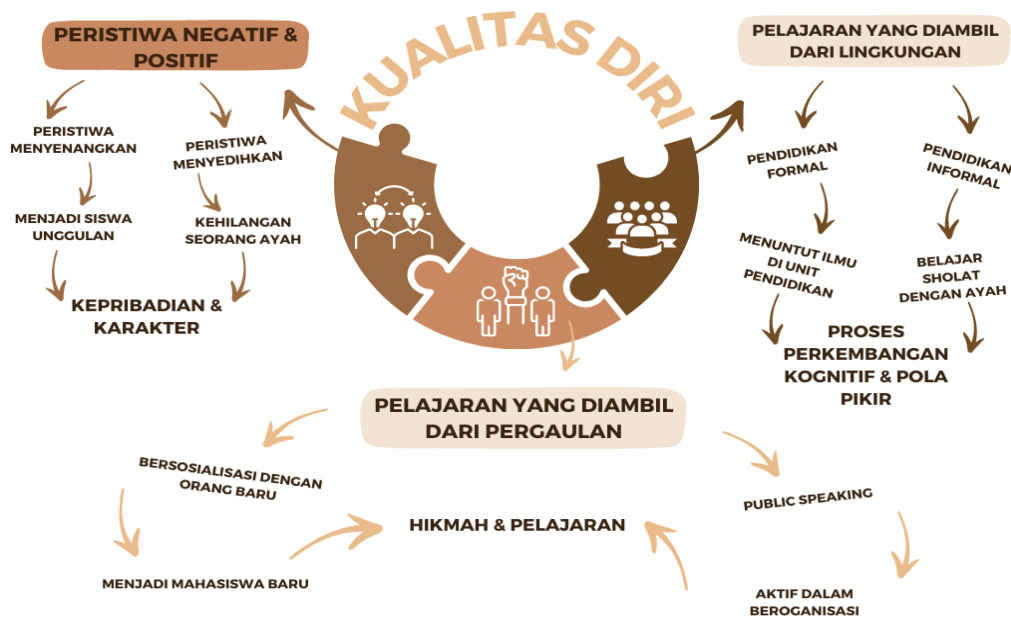 KUALITAS DIRI
PERISTIWA NEGATIF &
POSITIF
PERISTIWA
MENYENANGKAN
PERISTIWA
MENYEDIHKAN
MENJADI SISWA
UNGGULAN
KEHILANGAN
SEORANG AYAH
KEPRIBADIAN &
KARAKTER
PELAJARAN YANG DIAMBIL
DARI LINGKUNGAN
PENDIDIKAN
FORMAL
PENDIDIKAN
INFORMAL
MENUNTUT ILMU
DI UNIT
PENDIDIKAN
BELAJAR
SHOLAT
DENGAN AYAH
PROSES
PERKEMBANGAN
KOGNITIF & POLA
PIKIR
PELAJARAN YANG DIAMBIL
DARI PERGAULAN
BERSOSIALISASI DENGAN
ORANG BARU
PUBLIC SPEAKING
HIKMAH & PELAJARAN
MENJADI MAHASISWA BARU
AKTIF DALAM
BEROGANISASI